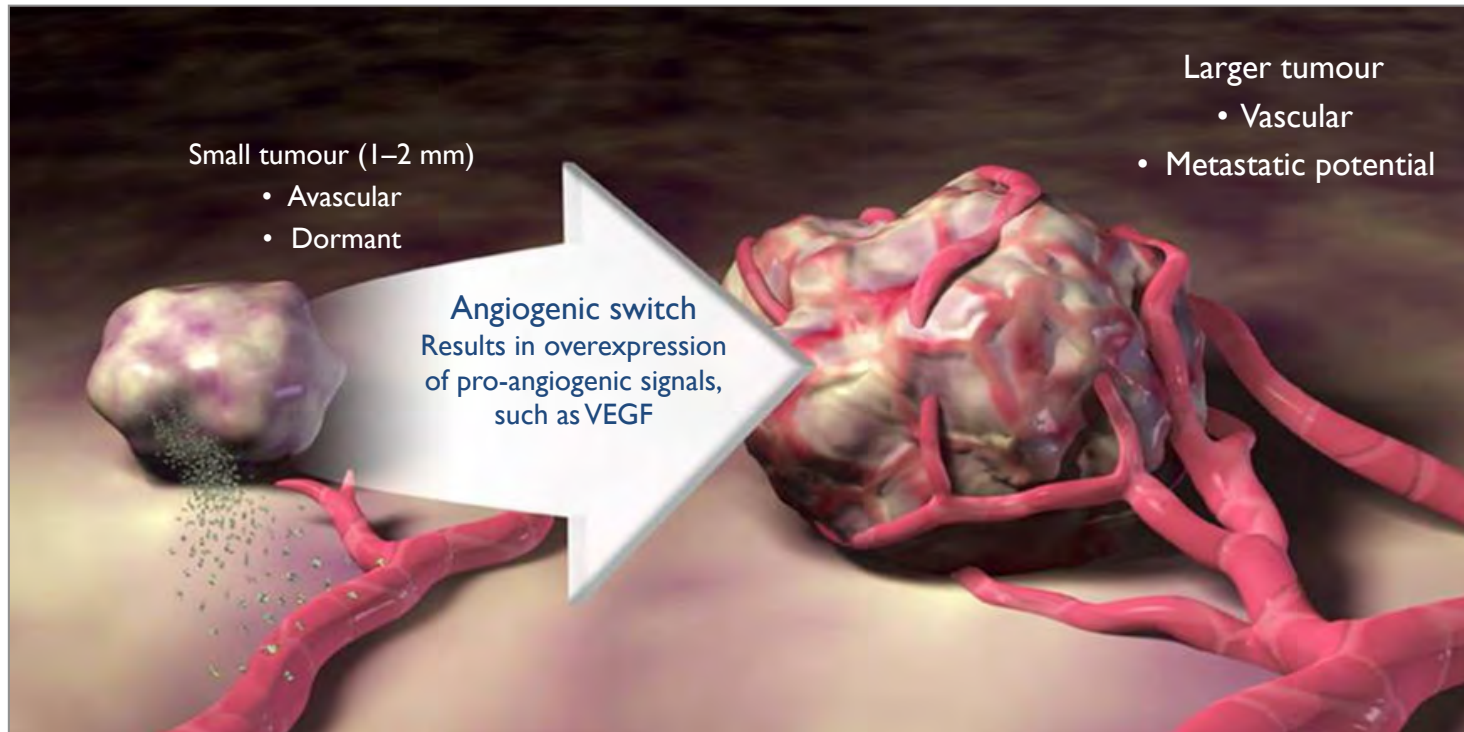 Small tumour (1–2 mm)
• Avascular
• Dormant
Angiogenic switch
Results in overexpression
of pro-angiogenic signals,
such as VEGF
Larger tumour
• Vascular
• Metastatic potential